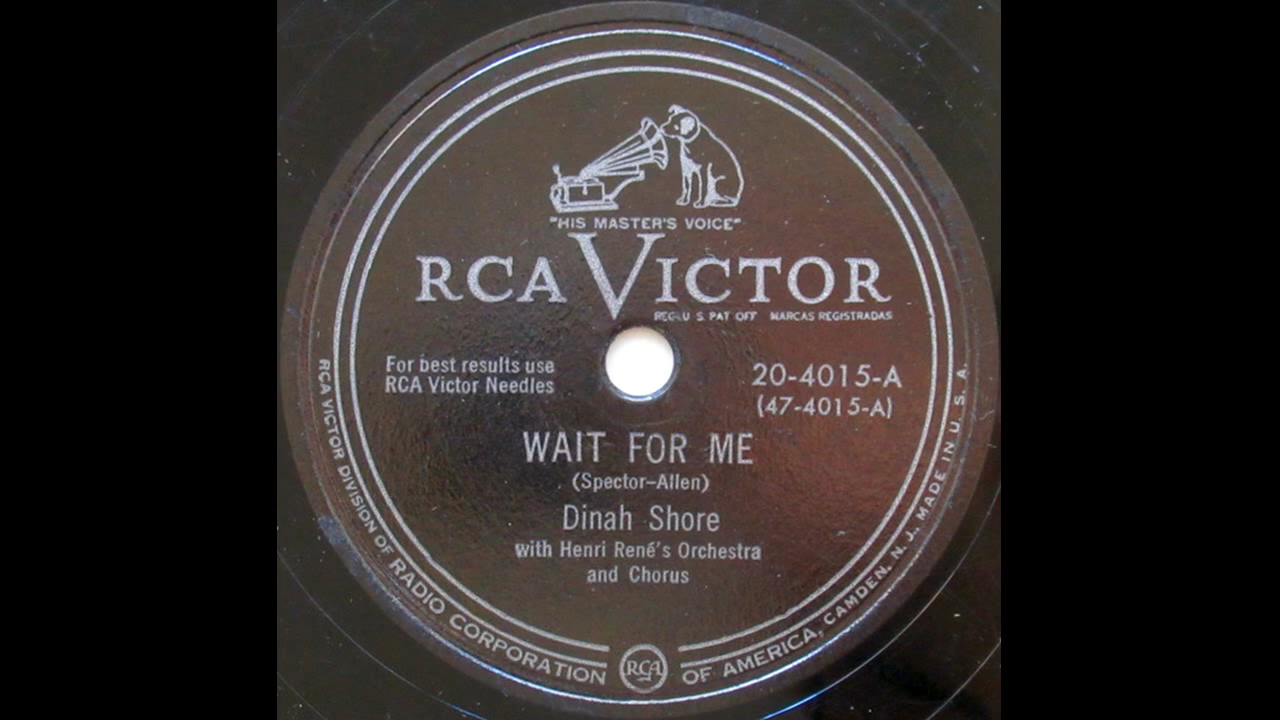 "HIS MASTER'S VOICE"
RCA VICTOR
REG. U. S. PAT. OFF. MARCAS REGISTRADAS
For best results use
RCA Victor Needles
20-4015-A
(47-4015-A)
WAIT FOR ME
(Spector-Allen)
Dinah Shore
with Henri René's Orchestra
and Chorus
RCA VICTOR DIVISION OF RADIO CORPORATION OF AMERICA, CAMDEN, N. J., MADE IN U. S. A.
RCA